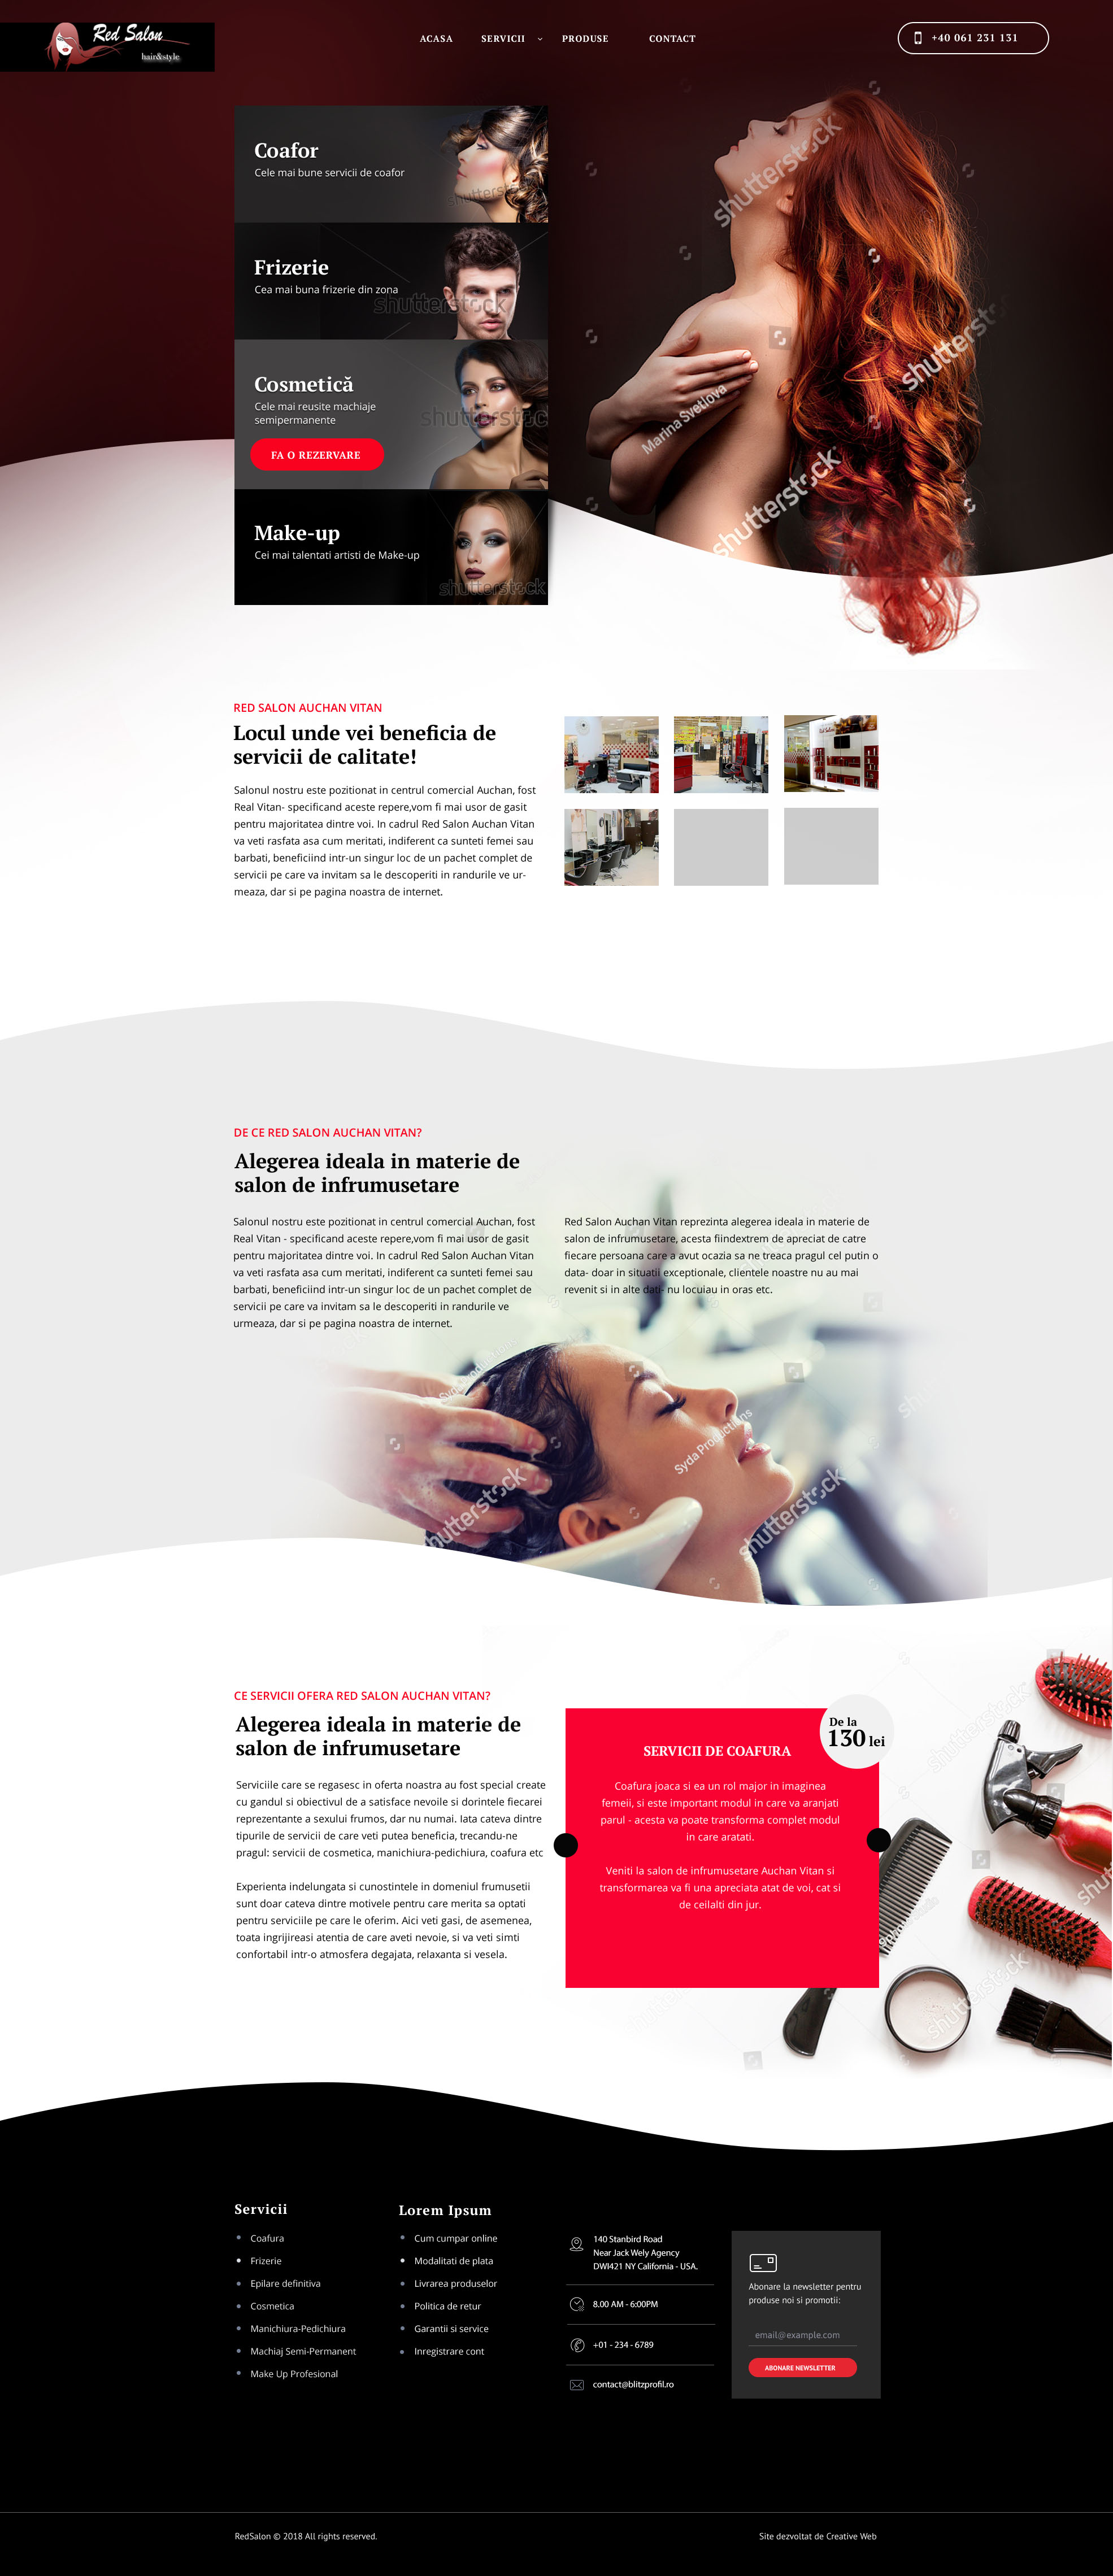 Red Salon
hair&style
ACASA SERVICII PRODUSE CONTACT
+40 061 231 131
Coafor
Cele mai bune servicii de coafor
shutterstock
Frizerie
Cea mai buna frizerie din zona
shutterstock
Cosmetică
Cele mai reusite machiaje
semipermanente
shutterstock
FA O REZERVARE
Make-up
Cei mai talentati artisti de Make-up
shutterstock
shutterstock
shutterstock
Marina Svetlova
shutterstock
RED SALON AUCHAN VITAN
Locul unde vei beneficia de
servicii de calitate!
Salonul nostru este pozitionat in centrul comercial Auchan, fost
Real Vitan- specificand aceste repere,vom fi mai usor de gasit
pentru majoritatea dintre voi. In cadrul Red Salon Auchan Vitan
va veti rasfata asa cum meritati, indiferent ca sunteti femei sau
barbati, beneficiind intr-un singur loc de un pachet complet de
servicii pe care va invitam sa le descoperiti in randurile ve ur-
meaza, dar si pe pagina noastra de internet.
DE CE RED SALON AUCHAN VITAN?
Alegerea ideala in materie de
salon de infrumusetare
Salonul nostru este pozitionat in centrul comercial Auchan, fost
Real Vitan - specificand aceste repere,vom fi mai usor de gasit
pentru majoritatea dintre voi. In cadrul Red Salon Auchan Vitan
va veti rasfata asa cum meritati, indiferent ca sunteti femei sau
barbati, beneficiind intr-un singur loc de un pachet complet de
servicii pe care va invitam sa le descoperiti in randurile ve
urmeaza, dar si pe pagina noastra de internet.
Red Salon Auchan Vitan reprezinta alegerea ideala in materie de
salon de infrumusetare, acesta fiindextrem de apreciat de catre
fiecare persoana care a avut ocazia sa ne treaca pragul cel putin o
data- doar in situatii exceptionale, clientele noastre nu au mai
revenit si in alte dati- nu locuiau in oras etc.
Syda Productions
shutterstock
shutterstock
CE SERVICII OFERA RED SALON AUCHAN VITAN?
Alegerea ideala in materie de
salon de infrumusetare
Serviciile care se regasesc in oferta noastra au fost special create
cu gandul si obiectivul de a satisface nevoile si dorintele fiecarei
reprezentante a sexului frumos, dar nu numai. Iata cateva dintre
tipurile de servicii de care veti putea beneficia, trecandu-ne
pragul: servicii de cosmetica, manichiura-pedichiura, coafura etc
Experienta indelungata si cunostintele in domeniul frumusetii
sunt doar cateva dintre motivele pentru care merita sa optati
pentru serviciile pe care le oferim. Aici veti gasi, de asemenea,
toata ingrijireasi atentia de care aveti nevoie, si va veti simti
confortabil intr-o atmosfera degajata, relaxanta si vesela.
De la
130 lei
SERVICII DE COAFURA
Coafura joaca si ea un rol major in imaginea
femeii, si este important modul in care va aranjati
parul - acesta va poate transforma complet modul
in care aratati.
Veniti la salon de infrumusetare Auchan Vitan si
transformarea va fi una apreciata atat de voi, cat si
de ceilalti din jur.
shutterstock
shutterstock
Servicii
Coafura
Frizerie
Epilare definitiva
Cosmetica
Manichiura-Pedichiura
Machiaj Semi-Permanent
Make Up Profesional
Lorem Ipsum
Cum cumpar online
Modalitati de plata
Livrarea produselor
Politica de retur
Garantii si service
Inregistrare cont
140 Stanbird Road
Near Jack Wely Agency
DWI421 NY California - USA.
8.00 AM - 6:00PM
+01 - 234 - 6789
contact@blitzprofil.ro
Abonare la newsletter pentru
produse noi si promotii:
email@example.com
ABONARE NEWSLETTER
RedSalon © 2018 All rights reserved.
Site dezvoltat de Creative Web